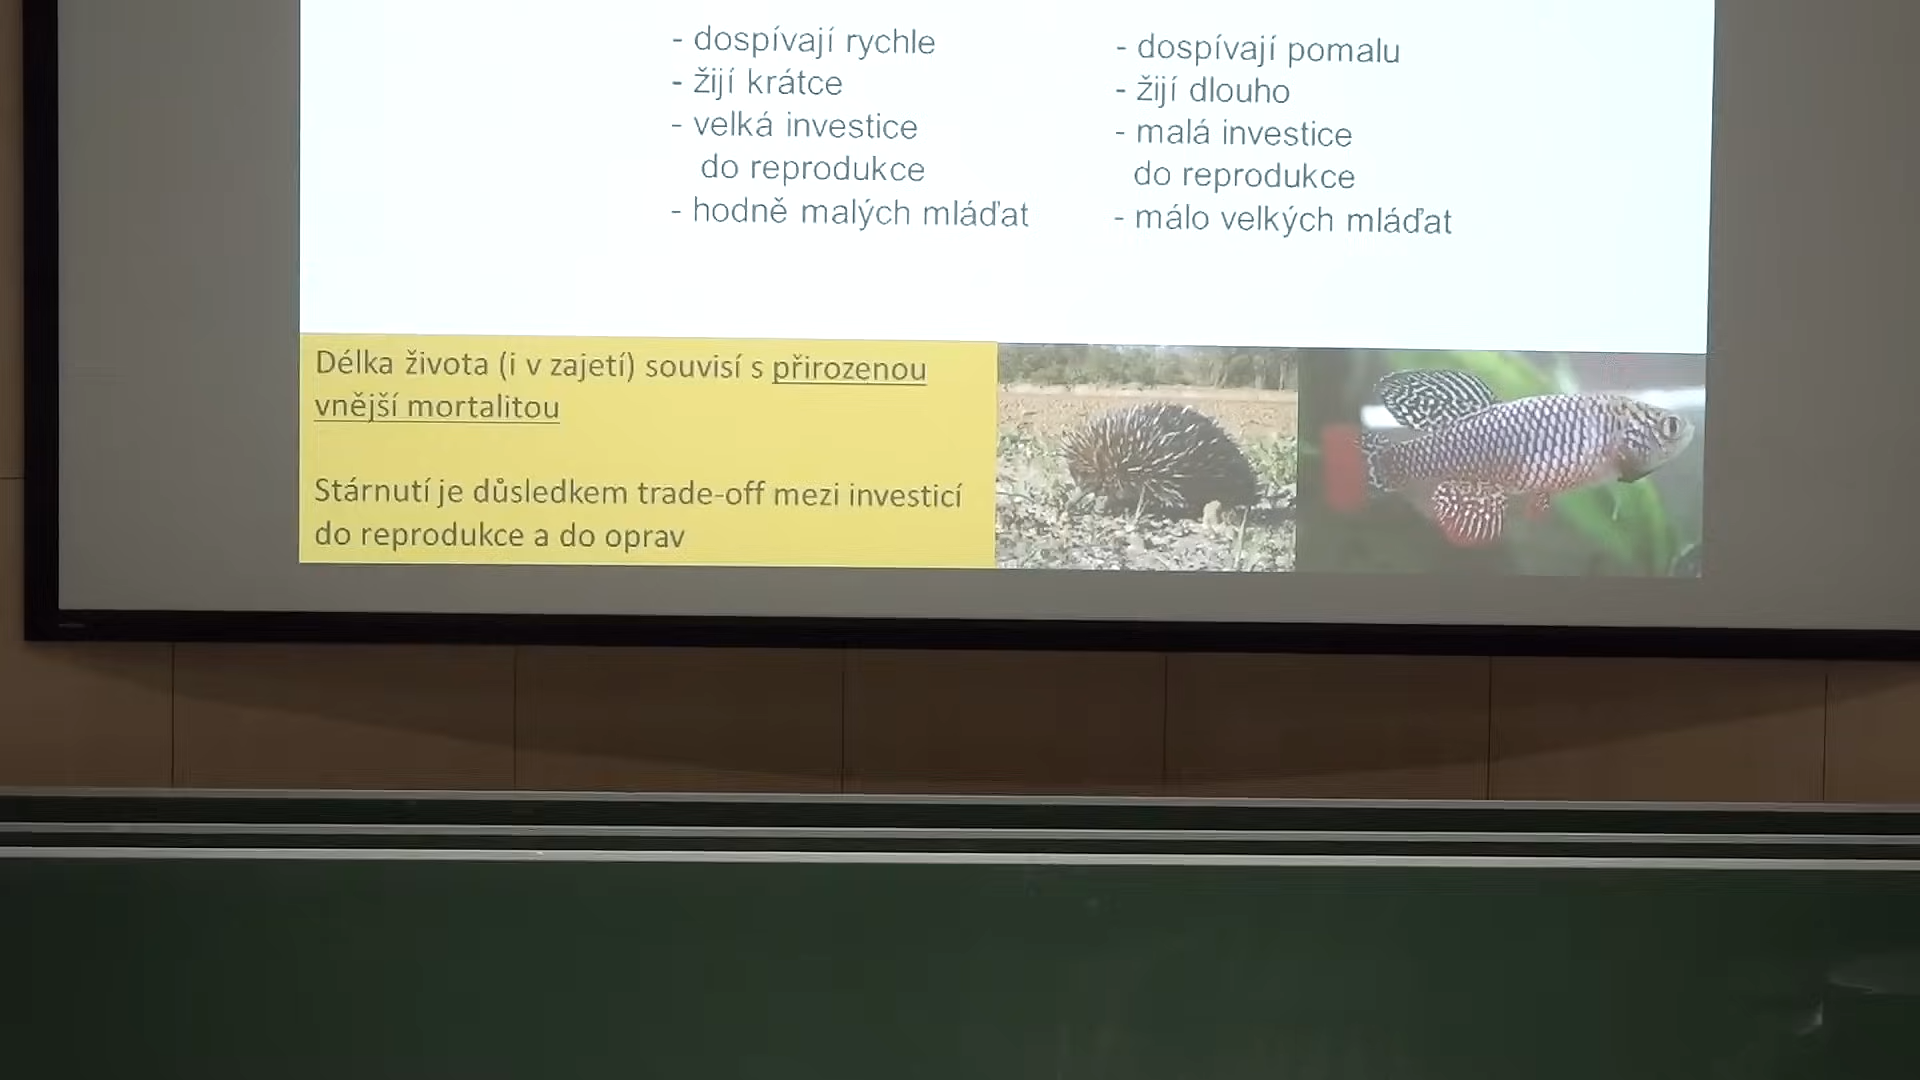 - dospívají rychle
- žijí krátce
- velká investice
do reprodukce
- hodně malých mláďat
- dospívají pomalu
- žijí dlouho
- malá investice
do reprodukce
- málo velkých mláďat
Délka života (i v zajetí) souvisí s přirozenou
vnější mortalitou
Stárnutí je důsledkem trade-off mezi investicí
do reprodukce a do oprav